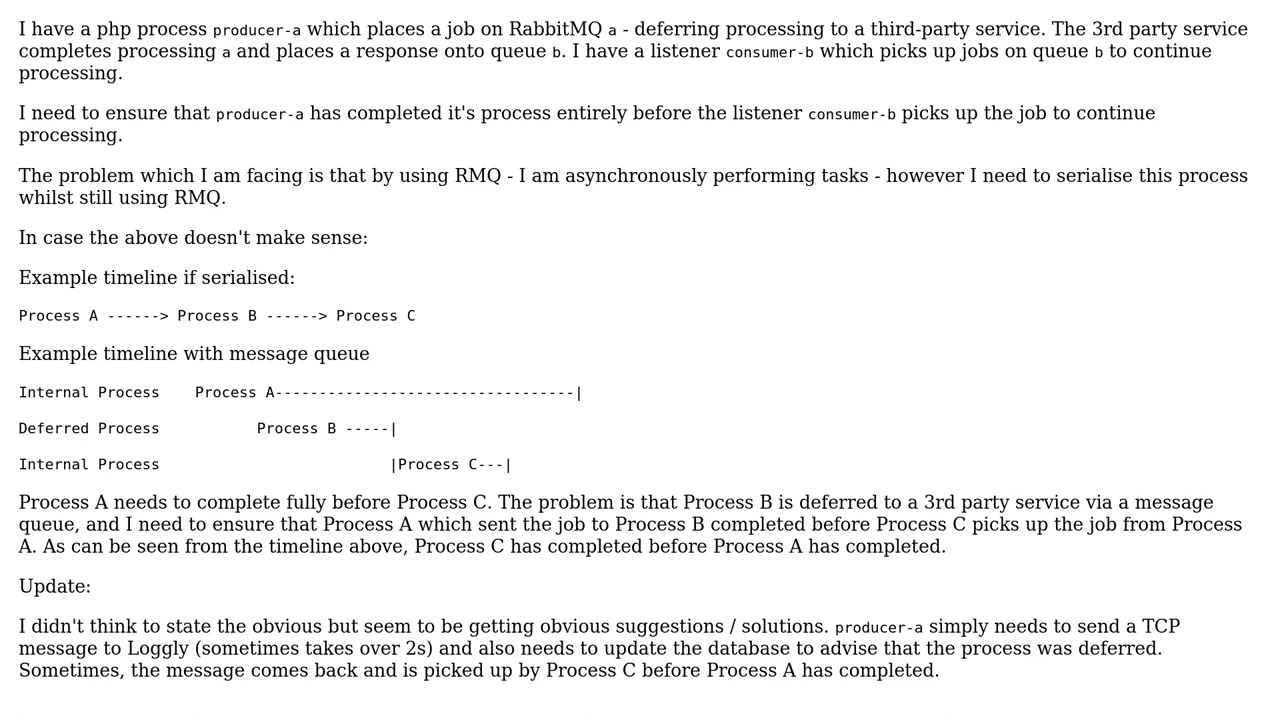 I have a php process producer-a which places a job on RabbitMQ a - deferring processing to a third-party service. The 3rd party service
completes processing a and places a response onto queue b. I have a listener consumer-b which picks up jobs on queue b to continue
processing.
I need to ensure that producer-a has completed it's process entirely before the listener consumer-b picks up the job to continue
processing.
The problem which I am facing is that by using RMQ - I am asynchronously performing tasks - however I need to serialise this process
whilst still using RMQ.
In case the above doesn't make sense:
Example timeline if serialised:
Process A ------> Process B ------> Process C
Example timeline with message queue
Internal Process    Process A----------------------------------|
Deferred Process           Process B -----|
Internal Process                          |Process C---|
Process A needs to complete fully before Process C. The problem is that Process B is deferred to a 3rd party service via a message
queue, and I need to ensure that Process A which sent the job to Process B completed before Process C picks up the job from Process
A. As can be seen from the timeline above, Process C has completed before Process A has completed.
Update:
I didn't think to state the obvious but seem to be getting obvious suggestions / solutions. producer-a simply needs to send a TCP
message to Loggly (sometimes takes over 2s) and also needs to update the database to advise that the process was deferred.
Sometimes, the message comes back and is picked up by Process C before Process A has completed.